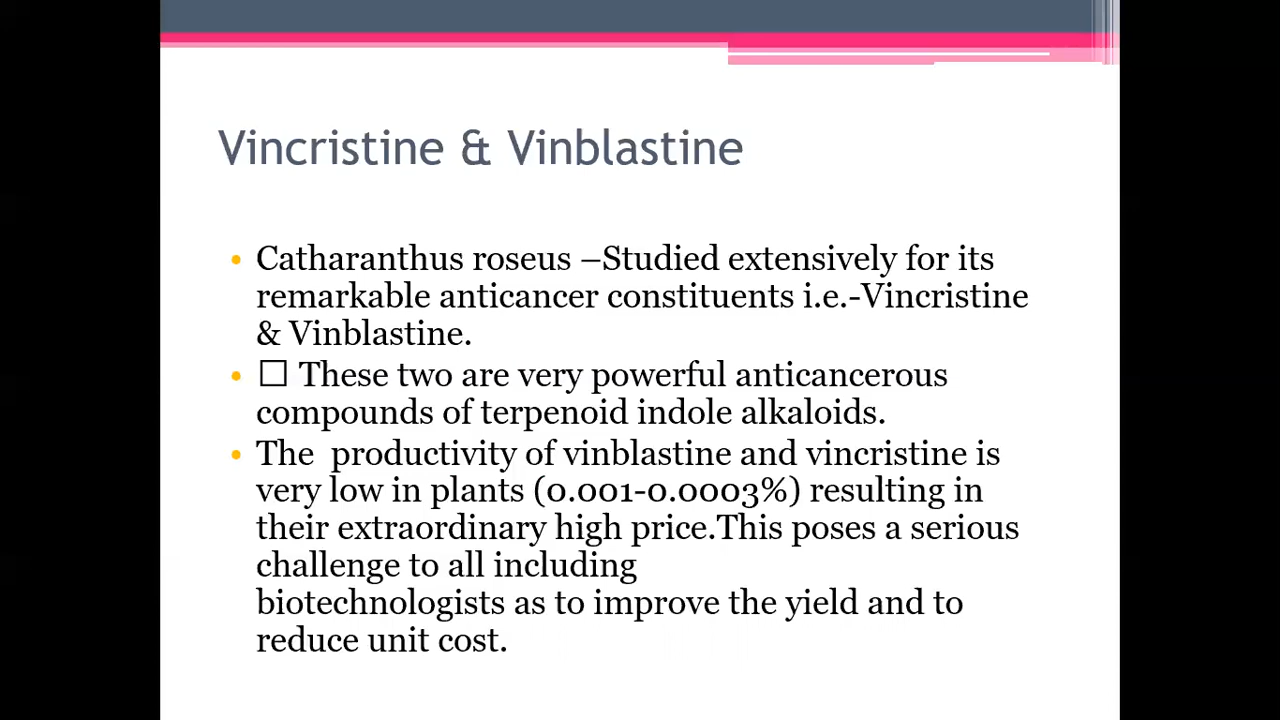 Vincristine & Vinblastine
• Catharanthus roseus –Studied extensively for its
remarkable anticancer constituents i.e.-Vincristine
& Vinblastine.
• □ These two are very powerful anticancerous
compounds of terpenoid indole alkaloids.
• The  productivity of vinblastine and vincristine is
very low in plants (0.001-0.0003%) resulting in
their extraordinary high price.This poses a serious
challenge to all including
biotechnologists as to improve the yield and to
reduce unit cost.